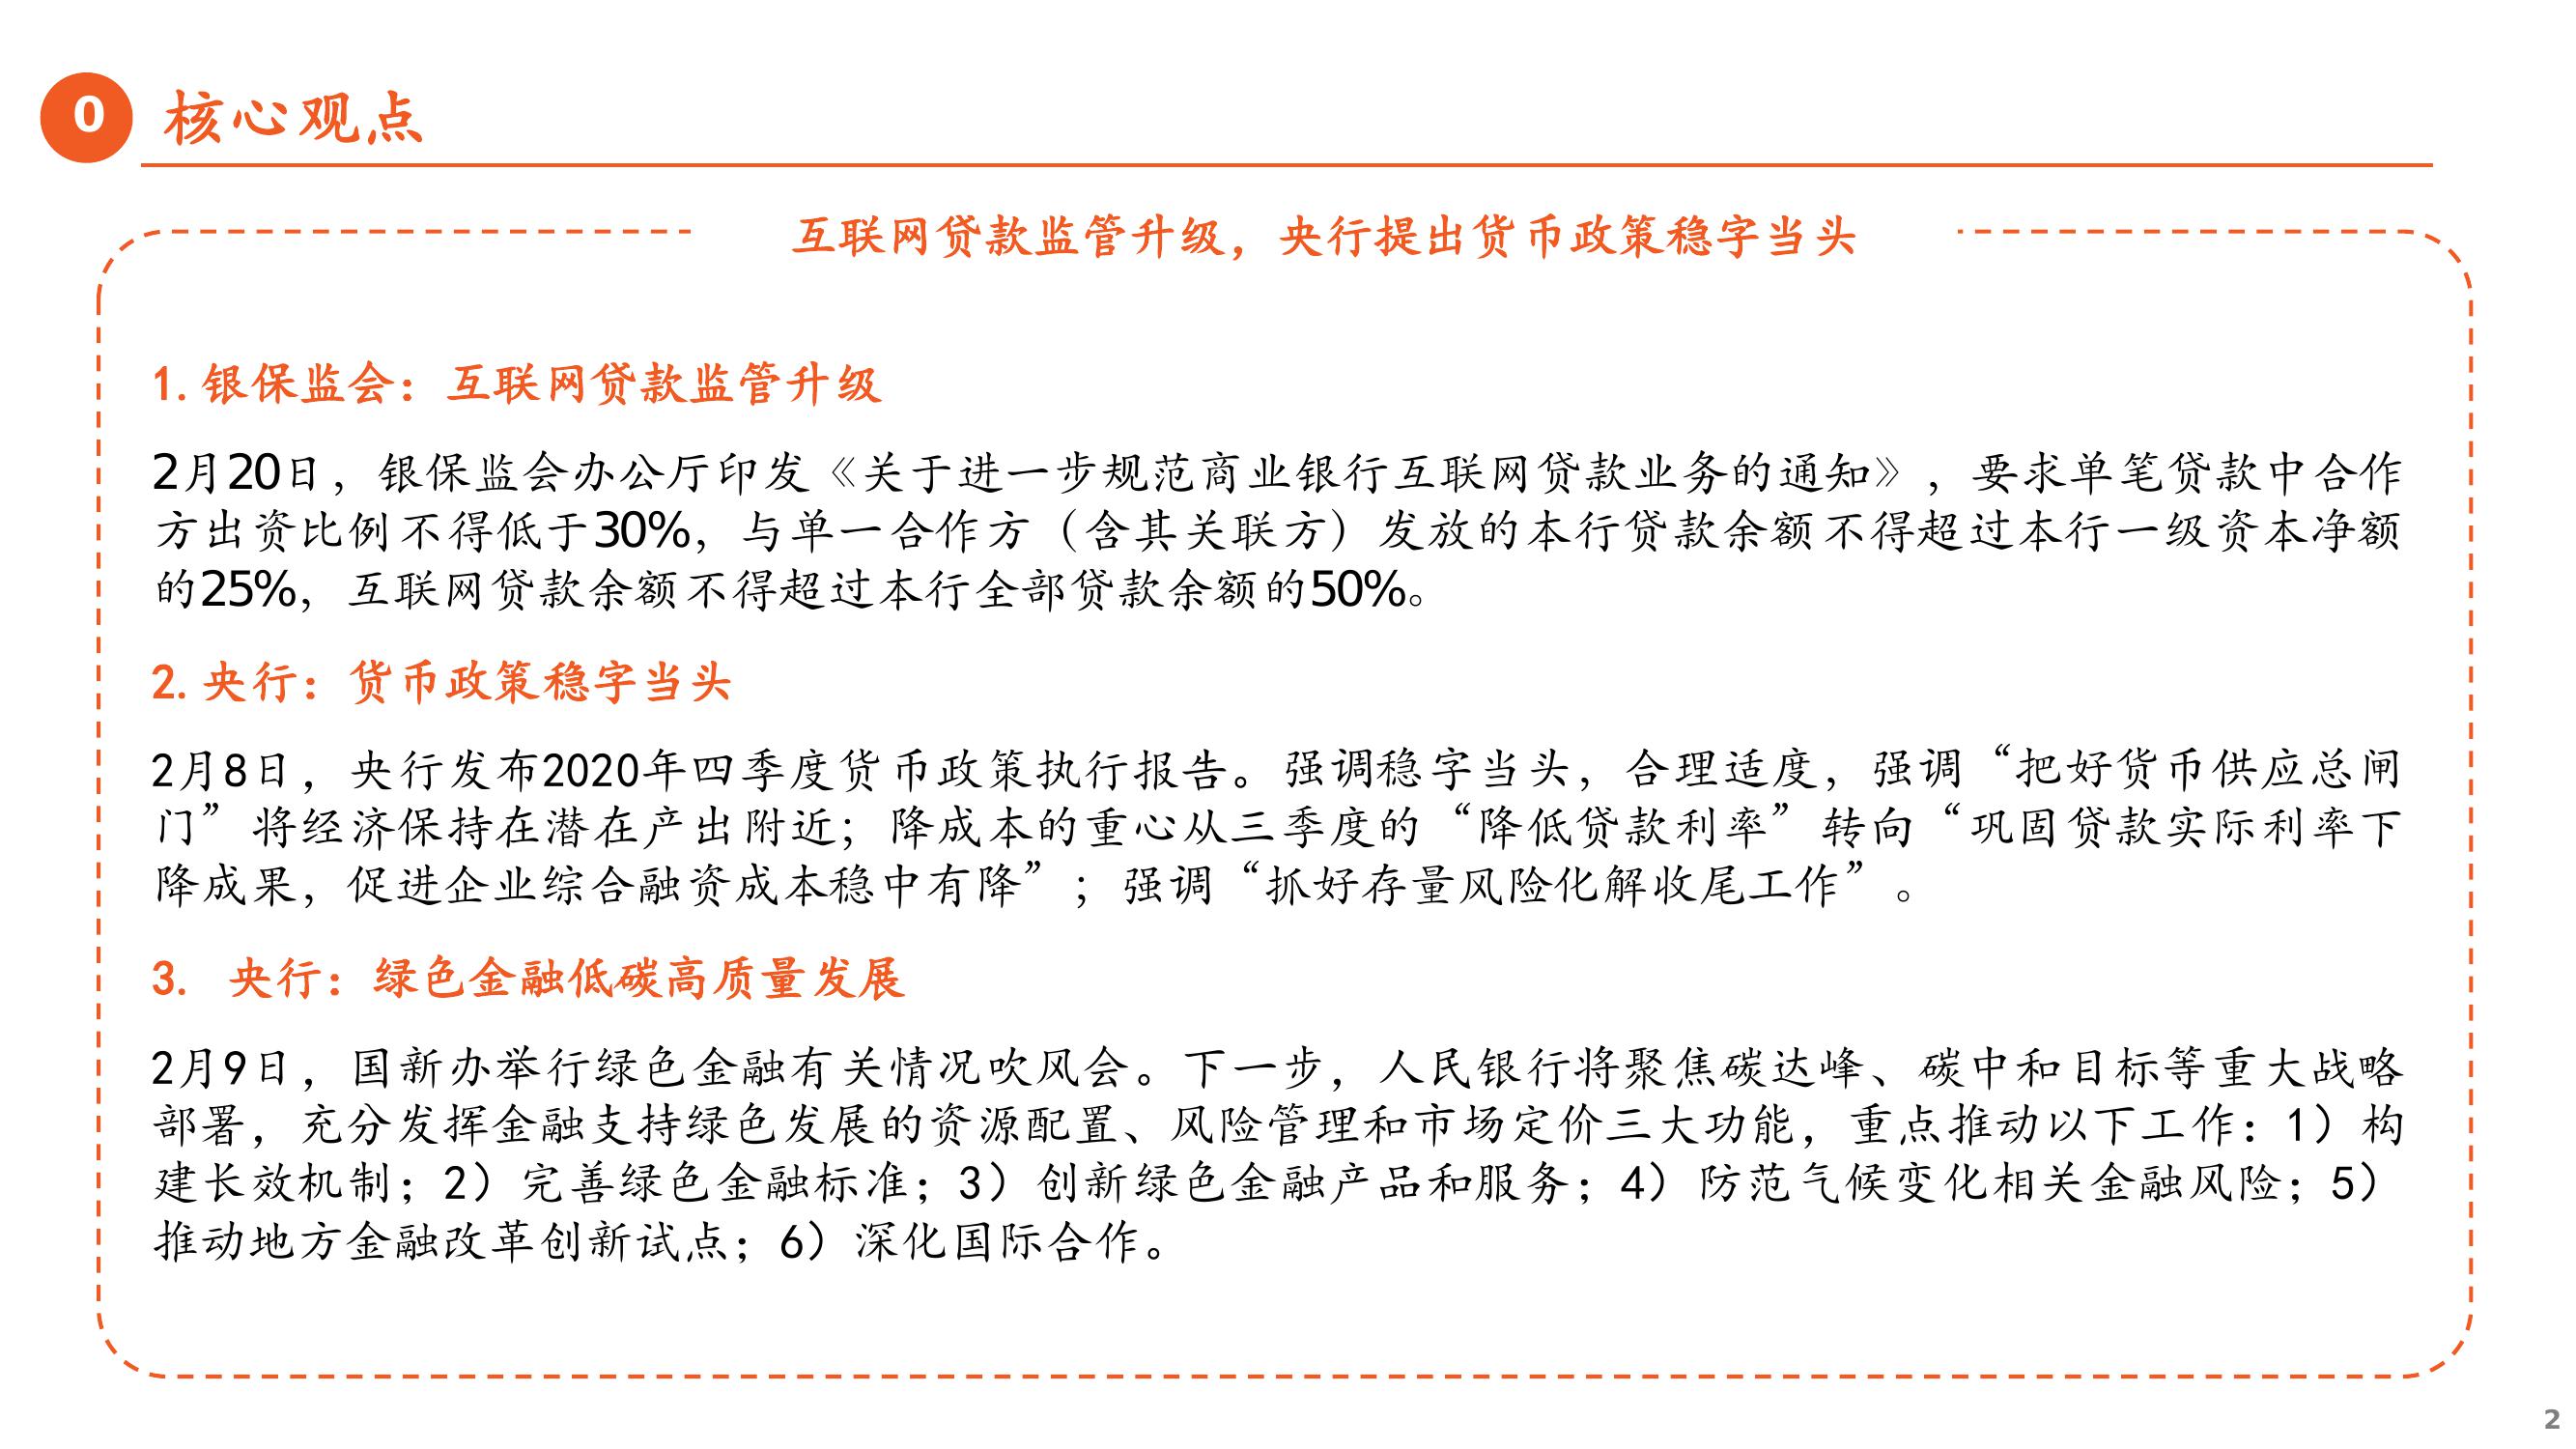 0 核心观点
互联网贷款监管升级，央行提出货币政策稳字当头
1.银保监会：互联网贷款监管升级
2月20日，银保监会办公厅印发《关于进一步规范商业银行互联网贷款业务的通知》，要求单笔贷款中合作
方出资比例不得低于30%，与单一合作方（含其关联方）发放的本行贷款余额不得超过本行一级资本净额
的25%，互联网贷款余额不得超过本行全部贷款余额的50%。
2.央行：货币政策稳字当头
2月8日，央行发布2020年四季度货币政策执行报告。强调稳字当头，合理适度，强调“把好货币供应总闸
门”将经济保持在潜在产出附近；降成本的重心从三季度的“降低贷款利率”转向“巩固贷款实际利率下
降成果，促进企业综合融资成本稳中有降”；强调“抓好存量风险化解收尾工作”。
3. 央行：绿色金融低碳高质量发展
2月9日，国新办举行绿色金融有关情况吹风会。下一步，人民银行将聚焦碳达峰、碳中和目标等重大战略
部署，充分发挥金融支持绿色发展的资源配置、风险管理和市场定价三大功能，重点推动以下工作：1）构
建长效机制；2）完善绿色金融标准；3）创新绿色金融产品和服务；4）防范气候变化相关金融风险；5）
推动地方金融改革创新试点；6）深化国际合作。
2